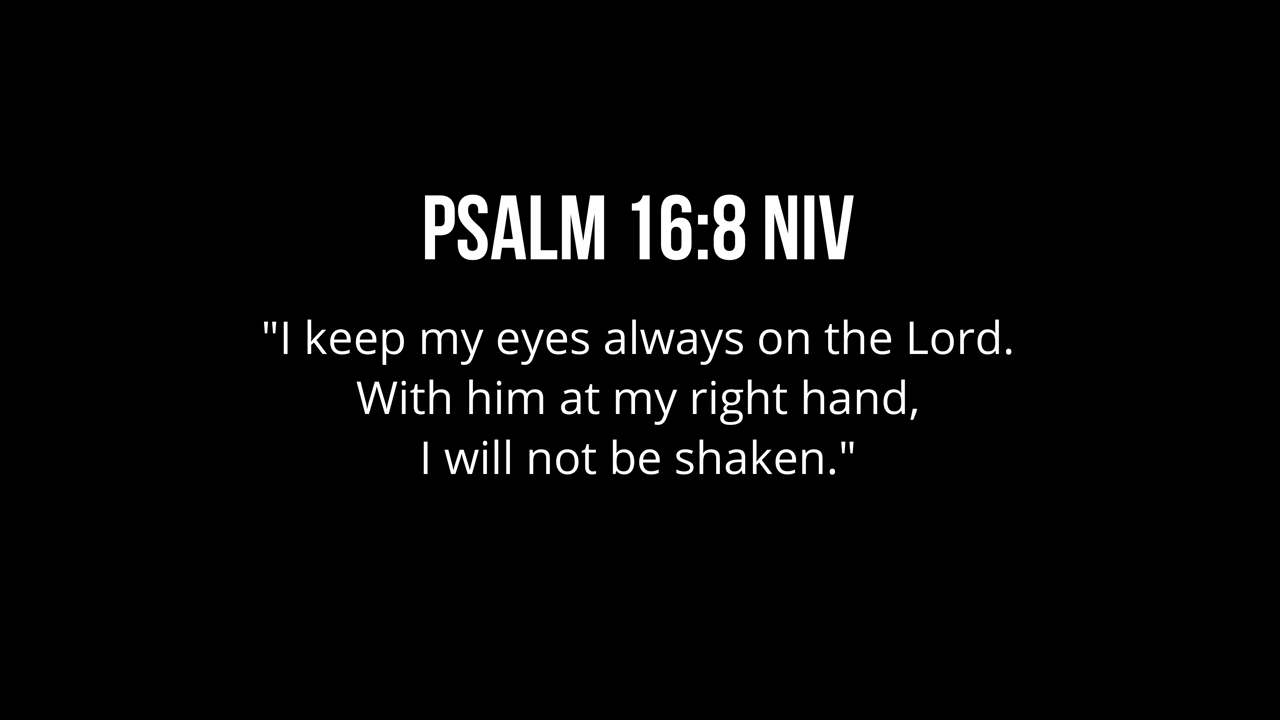 PSALM 16:8 NIV
"I keep my eyes always on the Lord.
With him at my right hand,
I will not be shaken."